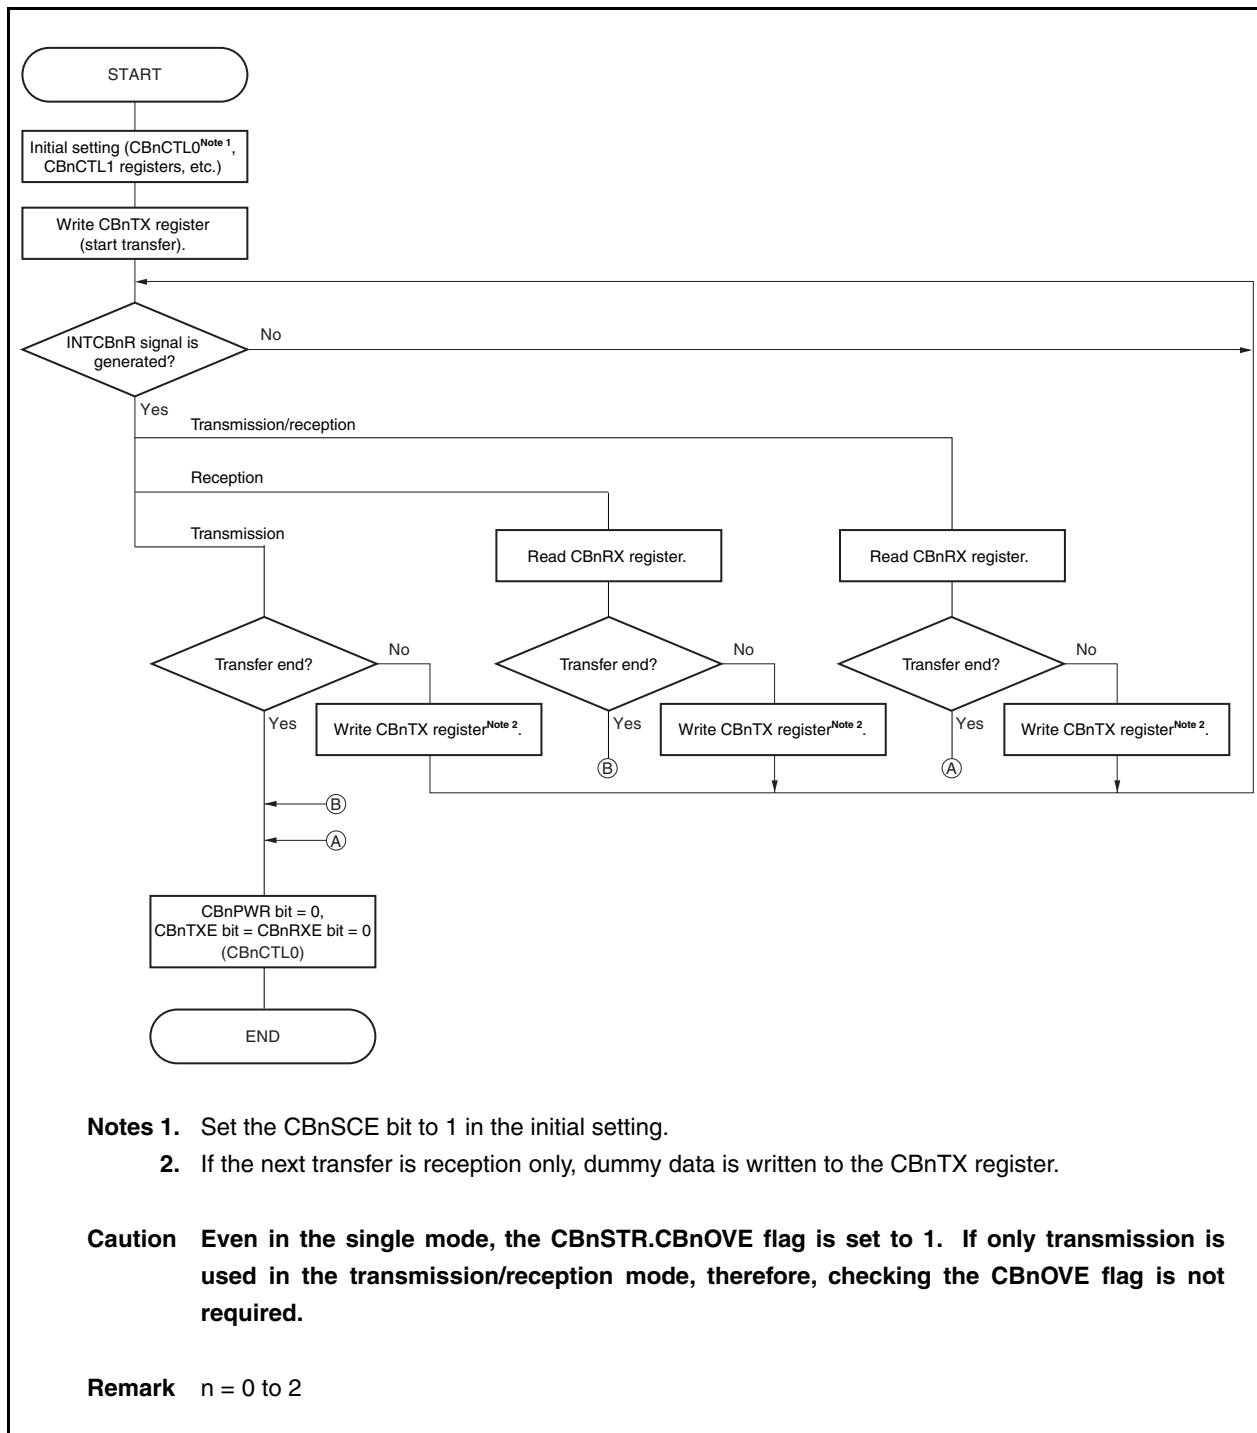 START
Initial setting (CBnCTL0Note 1,
CBnCTL1 registers, etc.)
Write CBnTX register
(start transfer).
INTCBnR signal is
generated?
No
Yes
Transmission/reception
Reception
Transmission
Read CBnRX register.
Read CBnRX register.
Transfer end?
No
Transfer end?
No
Transfer end?
No
Yes
Write CBnTX registerNote 2.
Yes
Write CBnTX registerNote 2.
Yes
Write CBnTX registerNote 2.
B
A
B
A
CBnPWR bit = 0,
CBnTXE bit = CBnRXE bit = 0
(CBnCTL0)
END
Notes 1. Set the CBnSCE bit to 1 in the initial setting.
2. If the next transfer is reception only, dummy data is written to the CBnTX register.
Caution Even in the single mode, the CBnSTR.CBnOVE flag is set to 1. If only transmission is
used in the transmission/reception mode, therefore, checking the CBnOVE flag is not
required.
Remark n = 0 to 2